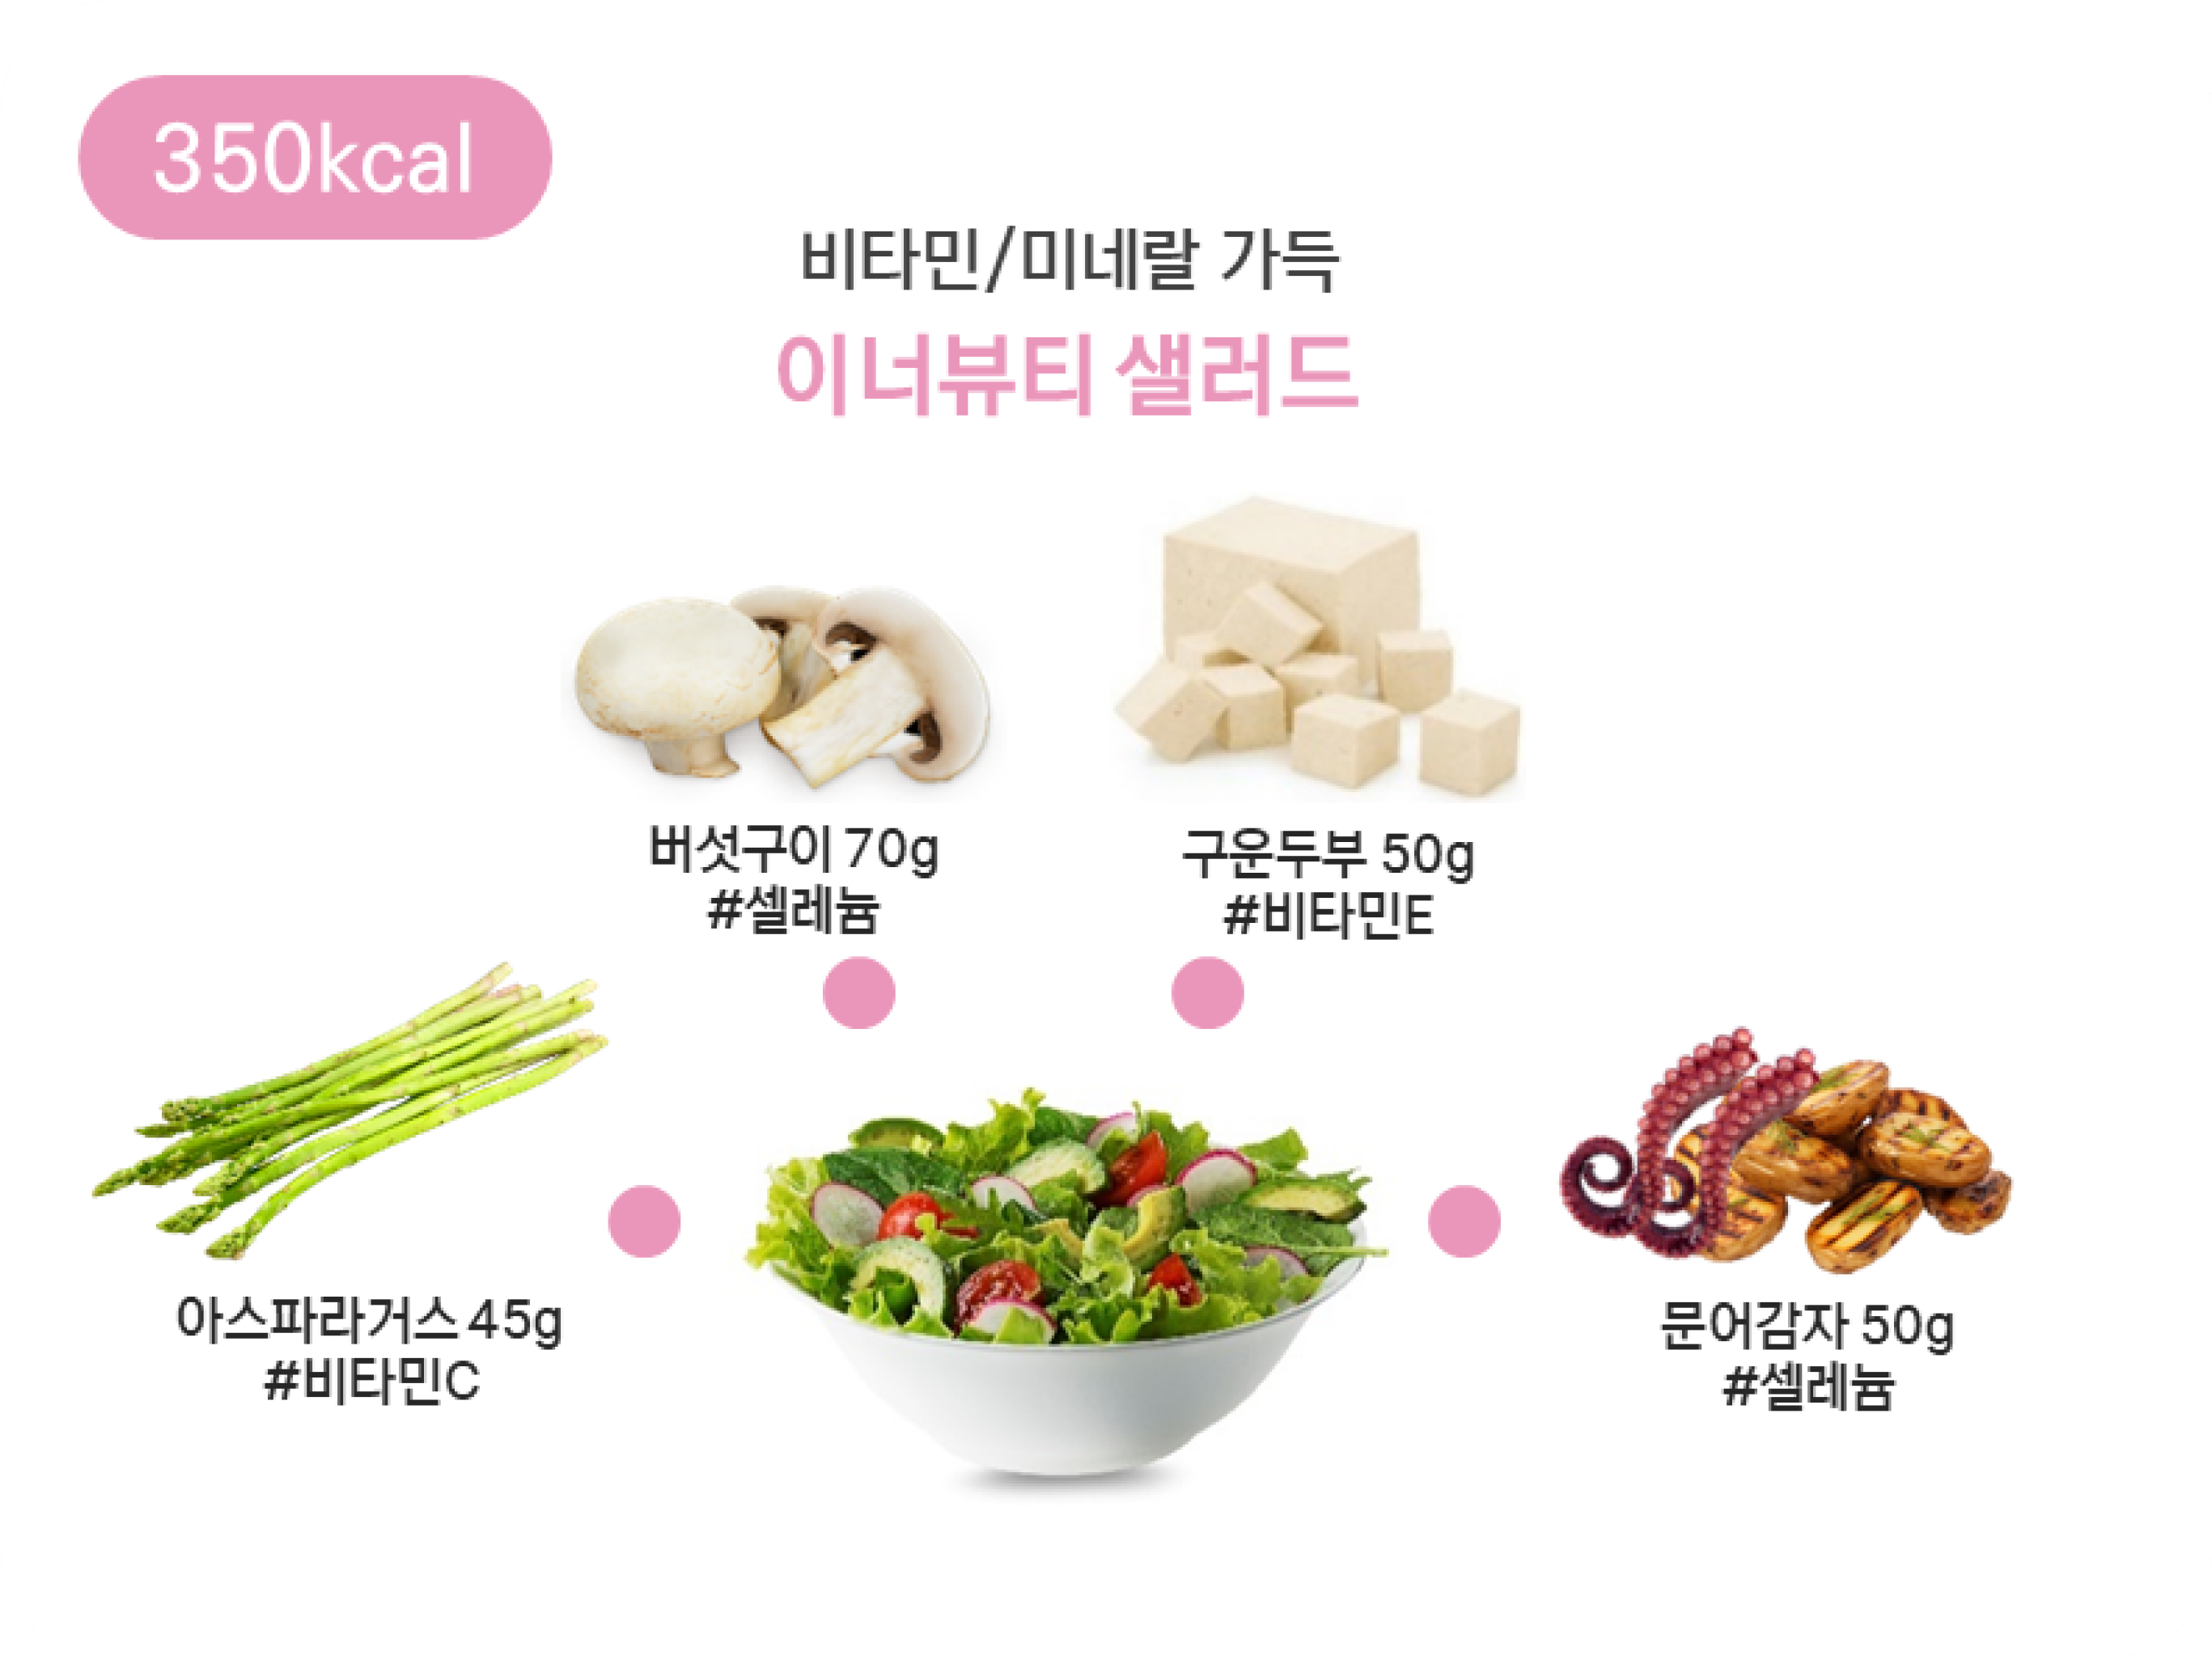 350kcal
비타민/미네랄 가득
이너뷰티 샐러드
버섯구이 70g
#셀레늄
구운두부 50g
#비타민E
아스파라거스 45g
#비타민C
문어감자 50g
#셀레늄